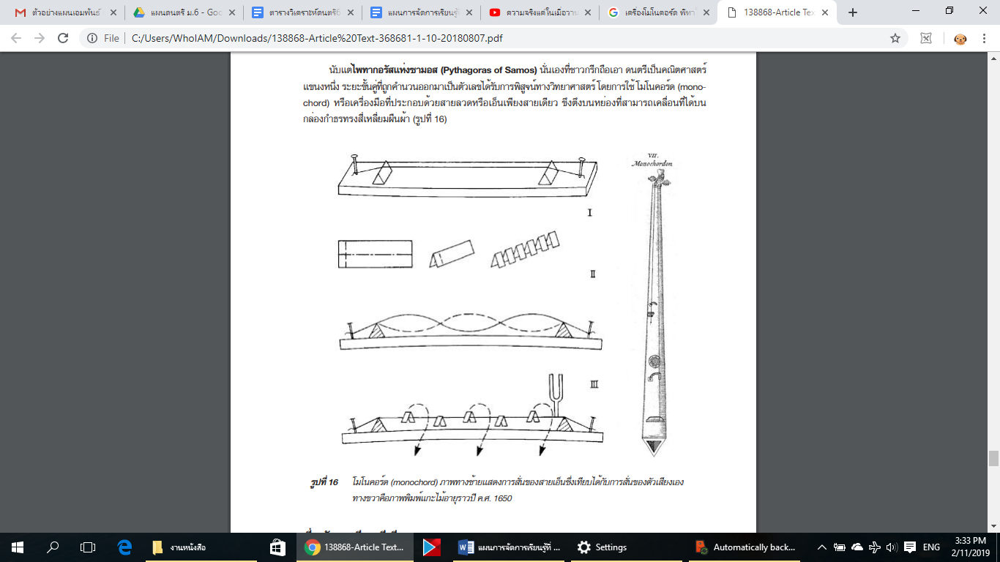 ตัวอย่างแผนอมยพันธ์
แผนดนตรี ม.6 - Goo
ตารางวิเคราะห์ดนตรี6
แผนการจัดการเรียนรู้
ความจริงแค่ในเมื่อวาน
เครื่องโมโนคอร์ด พีทา
138868-Article Tex
File
C:/Users/WhoIAM/Downloads/138868-Article%20Text-368681-1-10-20180807.pdf
นับแต่ไพทากอรัสแห่งซามอส (Pythagoras of Samos) นั่นเองที่ชาวกรีกถือเอา ดนตรีเป็นคณิตศาสตร์
แขนงหนึ่ง ระยะขั้นคู่ที่ถูกคำนวนออกมาเป็นตัวเลขได้รับการพิสูจน์ทางวิทยาศาสตร์ โดยการใช้ โมโนคอร์ด (mono-
chord) หรือเครื่องมือที่ประกอบด้วยสายลวดหรือเอ็นเพียงสายเดียว ขึงตึงบนหย่องที่สามารถเคลื่อนที่ได้บน
กล่องกำธรทรงสี่เหลี่ยมผืนผ้า (รูปที่ 16)
VII.
Monochordon
I
II
III
รูปที่ 16 โมโนคอร์ด (monochord) ภาพทางซ้ายแสดงการสั่นของสายเอ็นซึ่งเทียบได้กับการสั่นของตัวเสียงเอง
ทางขวาคือภาพพิมพ์แกะไม้อายุราวปี ค.ศ. 1650
งานหนังสือ
138868-Article Text...
แผนการจัดการเรียนรู้ที่ ...
Settings
Automatically back...
ENG
3:33 PM
2/11/2019